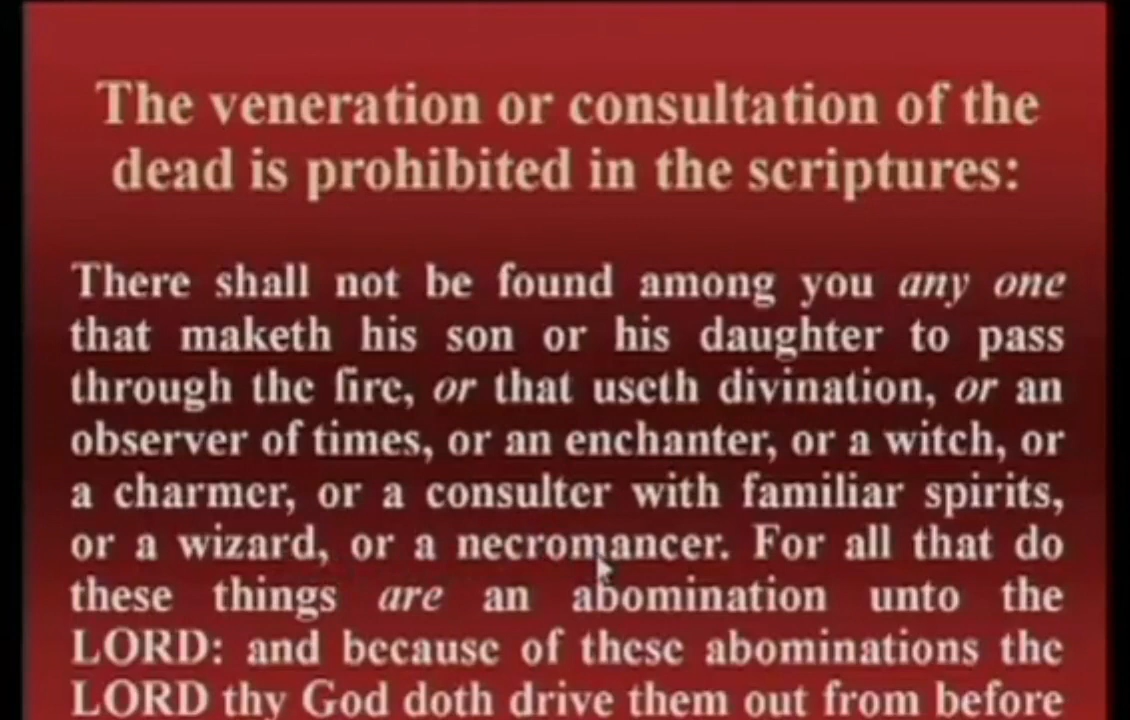 The veneration or consultation of the
dead is prohibited in the scriptures:
There shall not be found among you any one
that maketh his son or his daughter to pass
through the fire, or that useth divination, or an
observer of times, or an enchanter, or a witch, or
a charmer, or a consulter with familiar spirits,
or a wizard, or a necromancer. For all that do
these things are an abomination unto the
LORD: and because of these abominations the
LORD thy God doth drive them out from before